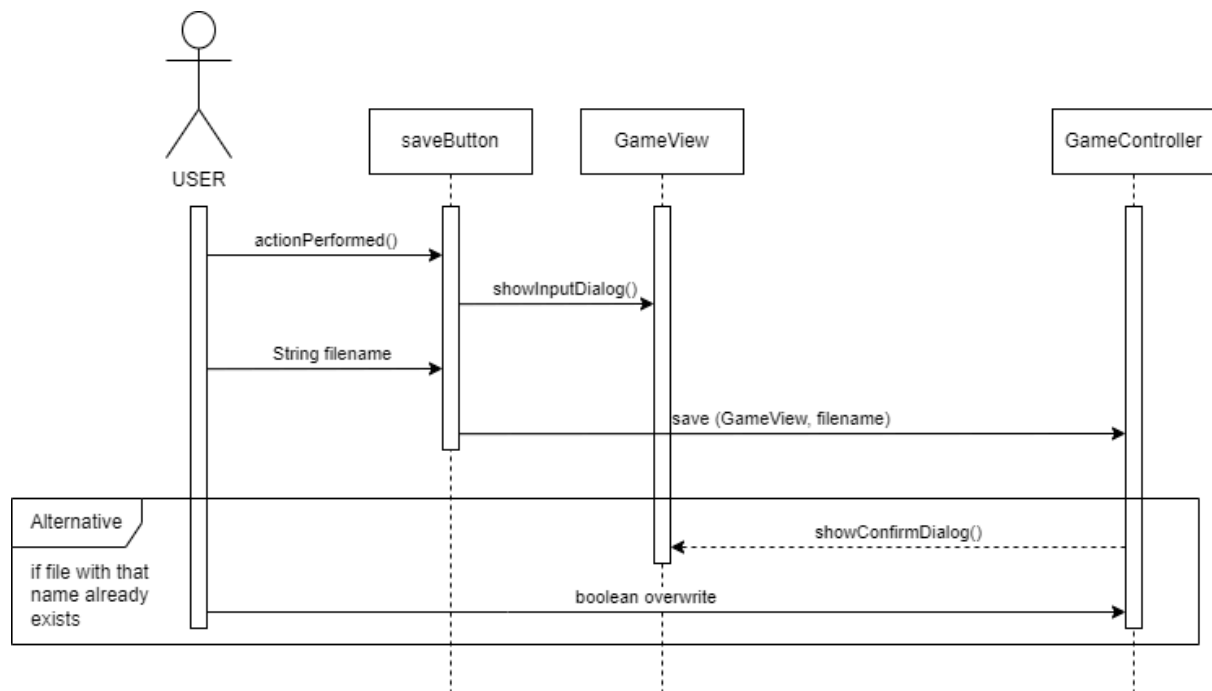 USER
saveButton
GameView
GameController
actionPerformed()
showInputDialog()
String filename
save (GameView, filename)
Alternative
if file with that
name already
exists
showConfirmDialog()
boolean overwrite